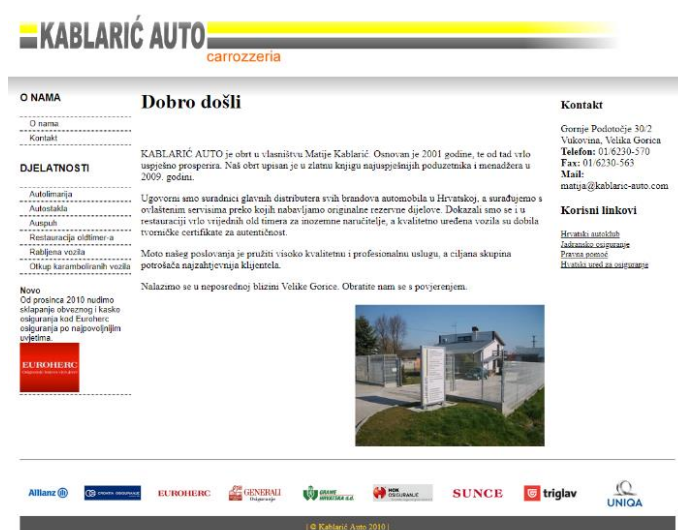 KABLARIĆ AUTO
carrozzeria
O NAMA
O nama
Kontakt
DJELATNOSTI
Autolimarija
Autostakla
Auspuh
Restauracija oldtimer-a
Rabljena vozila
Otkup karamboliranih vozila
Novo
Od prosinca 2010 nudimo
sklapanje obveznog i kasko
osiguranja kod Euroherc
osiguranja po najpovoljnijim
uvjetima.
EUROHERC
Dobro došli
KABLARIĆ AUTO je obrt u vlasništvu Matije Kablarić. Osnovan je 2001 godine, te od tad vrlo
uspješno prosperira. Naš obrt upisan je u zlatnu knjigu najuspješnijih poduzetnika i menadžera u
2009. godini.
Ugovorni smo suradnici glavnih distributera svih brandova automobila u Hrvatskoj, a surađujemo s
ovlaštenim servisima preko kojih nabavljamo originalne rezervne dijelove. Dokazali smo se i u
restauraciji vrlo vrijednih old timera za inozemne naručitelje, a kvalitetno uređena vozila su dobila
tvorničke certifikate za autentičnost.
Moto našeg poslovanja je pružiti visoko kvalitetnu i profesionalnu uslugu, a ciljana skupina
potrošača najzahtjevnija klijentela.
Nalazimo se u neposrednoj blizini Velike Gorice. Obratite nam se s povjerenjem.
Kontakt
Gornje Podotočje 30/2
Vukovina, Velika Gorica
Telefon: 01/6230-570
Fax: 01/6230-563
Mail:
matija@kablaric-auto.com
Korisni linkovi
Hrvatski autoklub
Jadransko osiguranje
Pravna pomoć
Hvatski ured za osiguranje
Allianz
CROATIA OSIGURANJE
EUROHERC
GENERALI
Osiguranje
GRAWE
HRVATSKA d.d.
HOK
OSIGURANJE
SUNCE
triglav
UNIQA
| © Kablarić Auto 2010 |